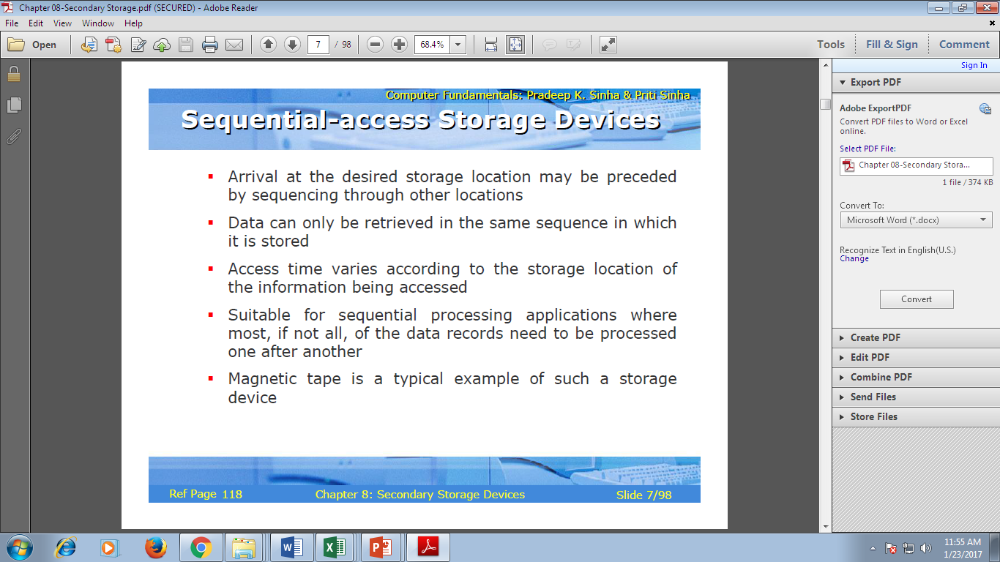 Chapter 08-Secondary Storage.pdf (SECURED) - Adobe Reader
File Edit View Window Help
Open 7 / 98 68.4% Tools Fill & Sign Comment
Sign In
Computer Fundamentals: Pradeep K. Sinha & Priti Sinha
Sequential-access Storage Devices
▪ Arrival at the desired storage location may be preceded
by sequencing through other locations
▪ Data can only be retrieved in the same sequence in which
it is stored
▪ Access time varies according to the storage location of
the information being accessed
▪ Suitable for sequential processing applications where
most, if not all, of the data records need to be processed
one after another
▪ Magnetic tape is a typical example of such a storage
device
Ref Page 118 Chapter 8: Secondary Storage Devices Slide 7/98
Export PDF
Adobe ExportPDF
Convert PDF files to Word or Excel
online.
Select PDF File:
Chapter 08-Secondary Stora...
1 file / 374 KB
Convert To:
Microsoft Word (*.docx)
Recognize Text in English(U.S.)
Change
Convert
Create PDF
Edit PDF
Combine PDF
Send Files
Store Files
11:55 AM
1/23/2017